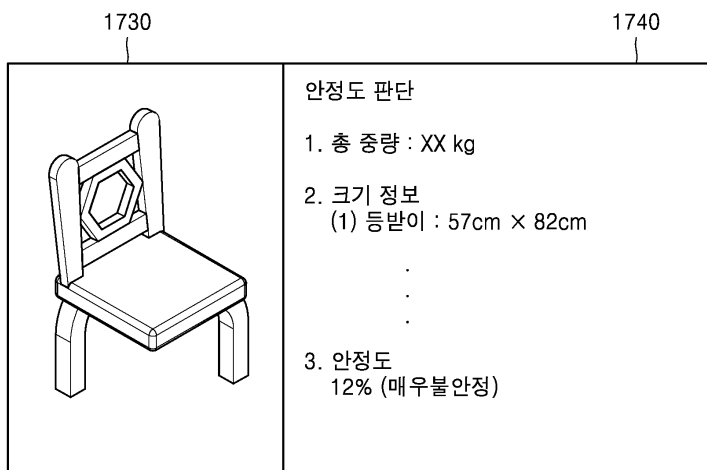 1730
1740
안정도 판단
1. 총 중량 : XX kg
2. 크기 정보
(1) 등받이 : 57cm × 82cm
.
.
.
3. 안정도
12% (매우불안정)